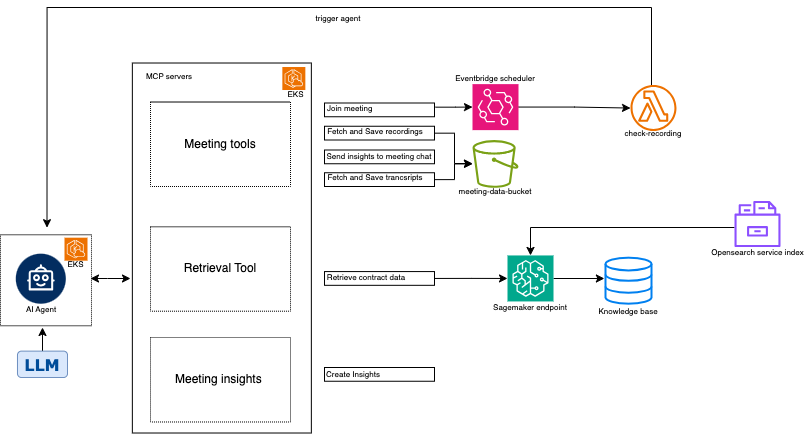 trigger agent
MCP servers
EKS
Eventbridge scheduler
Join meeting
check-recording
Fetch and Save recordings
Meeting tools
Send insights to meeting chat
Fetch and Save trancsripts
meeting-data-bucket
EKS
AI Agent
Retrieval Tool
Retrieve contract data
Opensearch service index
Sagemaker endpoint
Knowledge base
LLM
Meeting insights
Create Insights